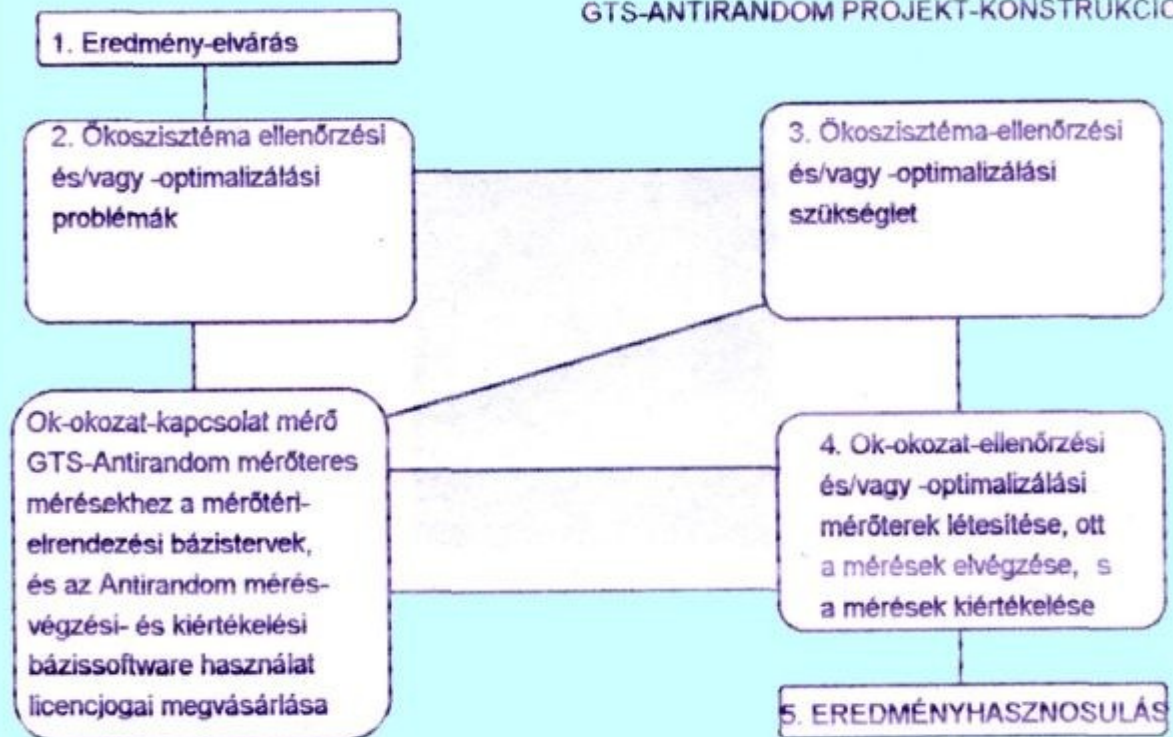 GTS-ANTIRANDOM PROJEKT-KONSTRUKCIÓ
1. Eredmény-elvárás
2. Ökoszisztéma ellenőrzési
és/vagy -optimalizálási
problémák
3. Ökoszisztéma-ellenőrzési
és/vagy -optimalizálási
szükséglet
Ok-okozat-kapcsolat mérő
GTS-Antirandom mérőteres
mérésekhez a mérőtéri-
elrendezési bázistervek,
és az Antirandom mérés-
végzési- és kiértékelési
bázissoftware használat
licencjogai megvásárlása
4. Ok-okozat-ellenőrzési
és/vagy -optimalizálási
mérőterek létesítése, ott
a mérések elvégzése, s
a mérések kiértékelése
5. EREDMÉNYHASZNOSULÁS